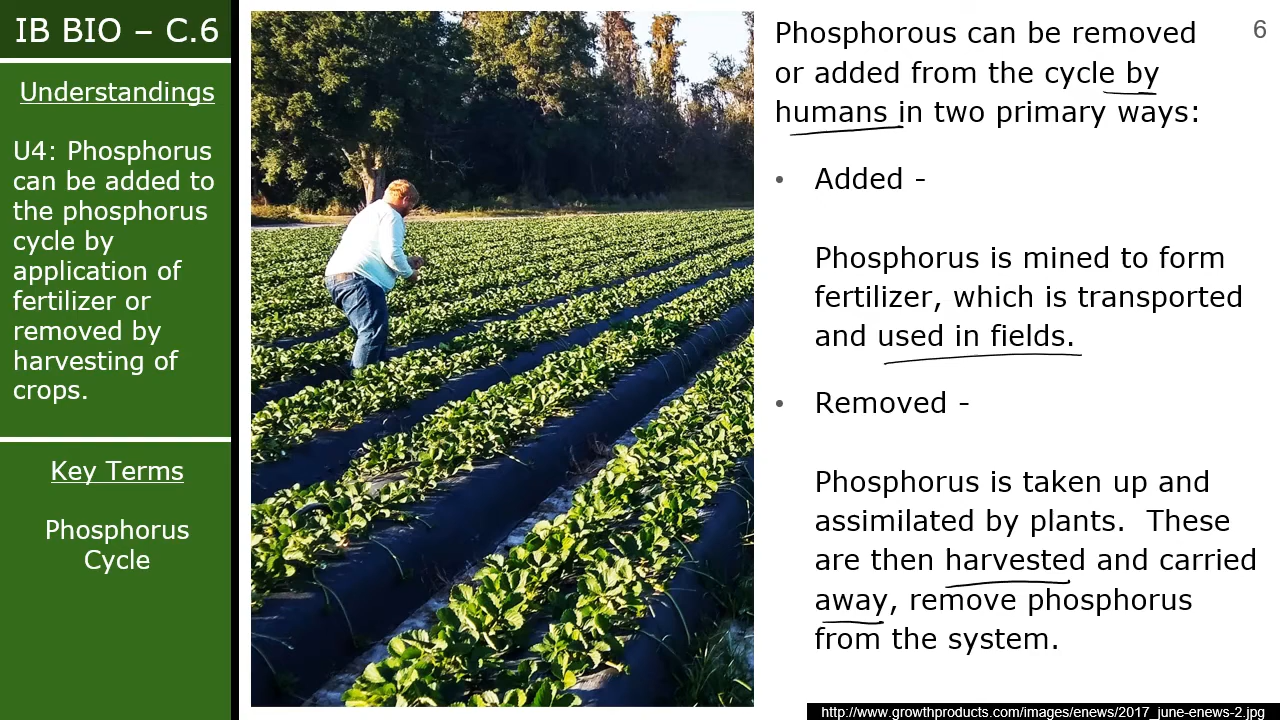 IB BIO – C.6
Understandings
U4: Phosphorus
can be added to
the phosphorus
cycle by
application of
fertilizer or
removed by
harvesting of
crops.
Key Terms
Phosphorus
Cycle
6
Phosphorous can be removed
or added from the cycle by
humans in two primary ways:
• Added -
Phosphorus is mined to form
fertilizer, which is transported
and used in fields.
• Removed -
Phosphorus is taken up and
assimilated by plants.  These
are then harvested and carried
away, remove phosphorus
from the system.
http://www.growthproducts.com/images/enews/2017_june-enews-2.jpg